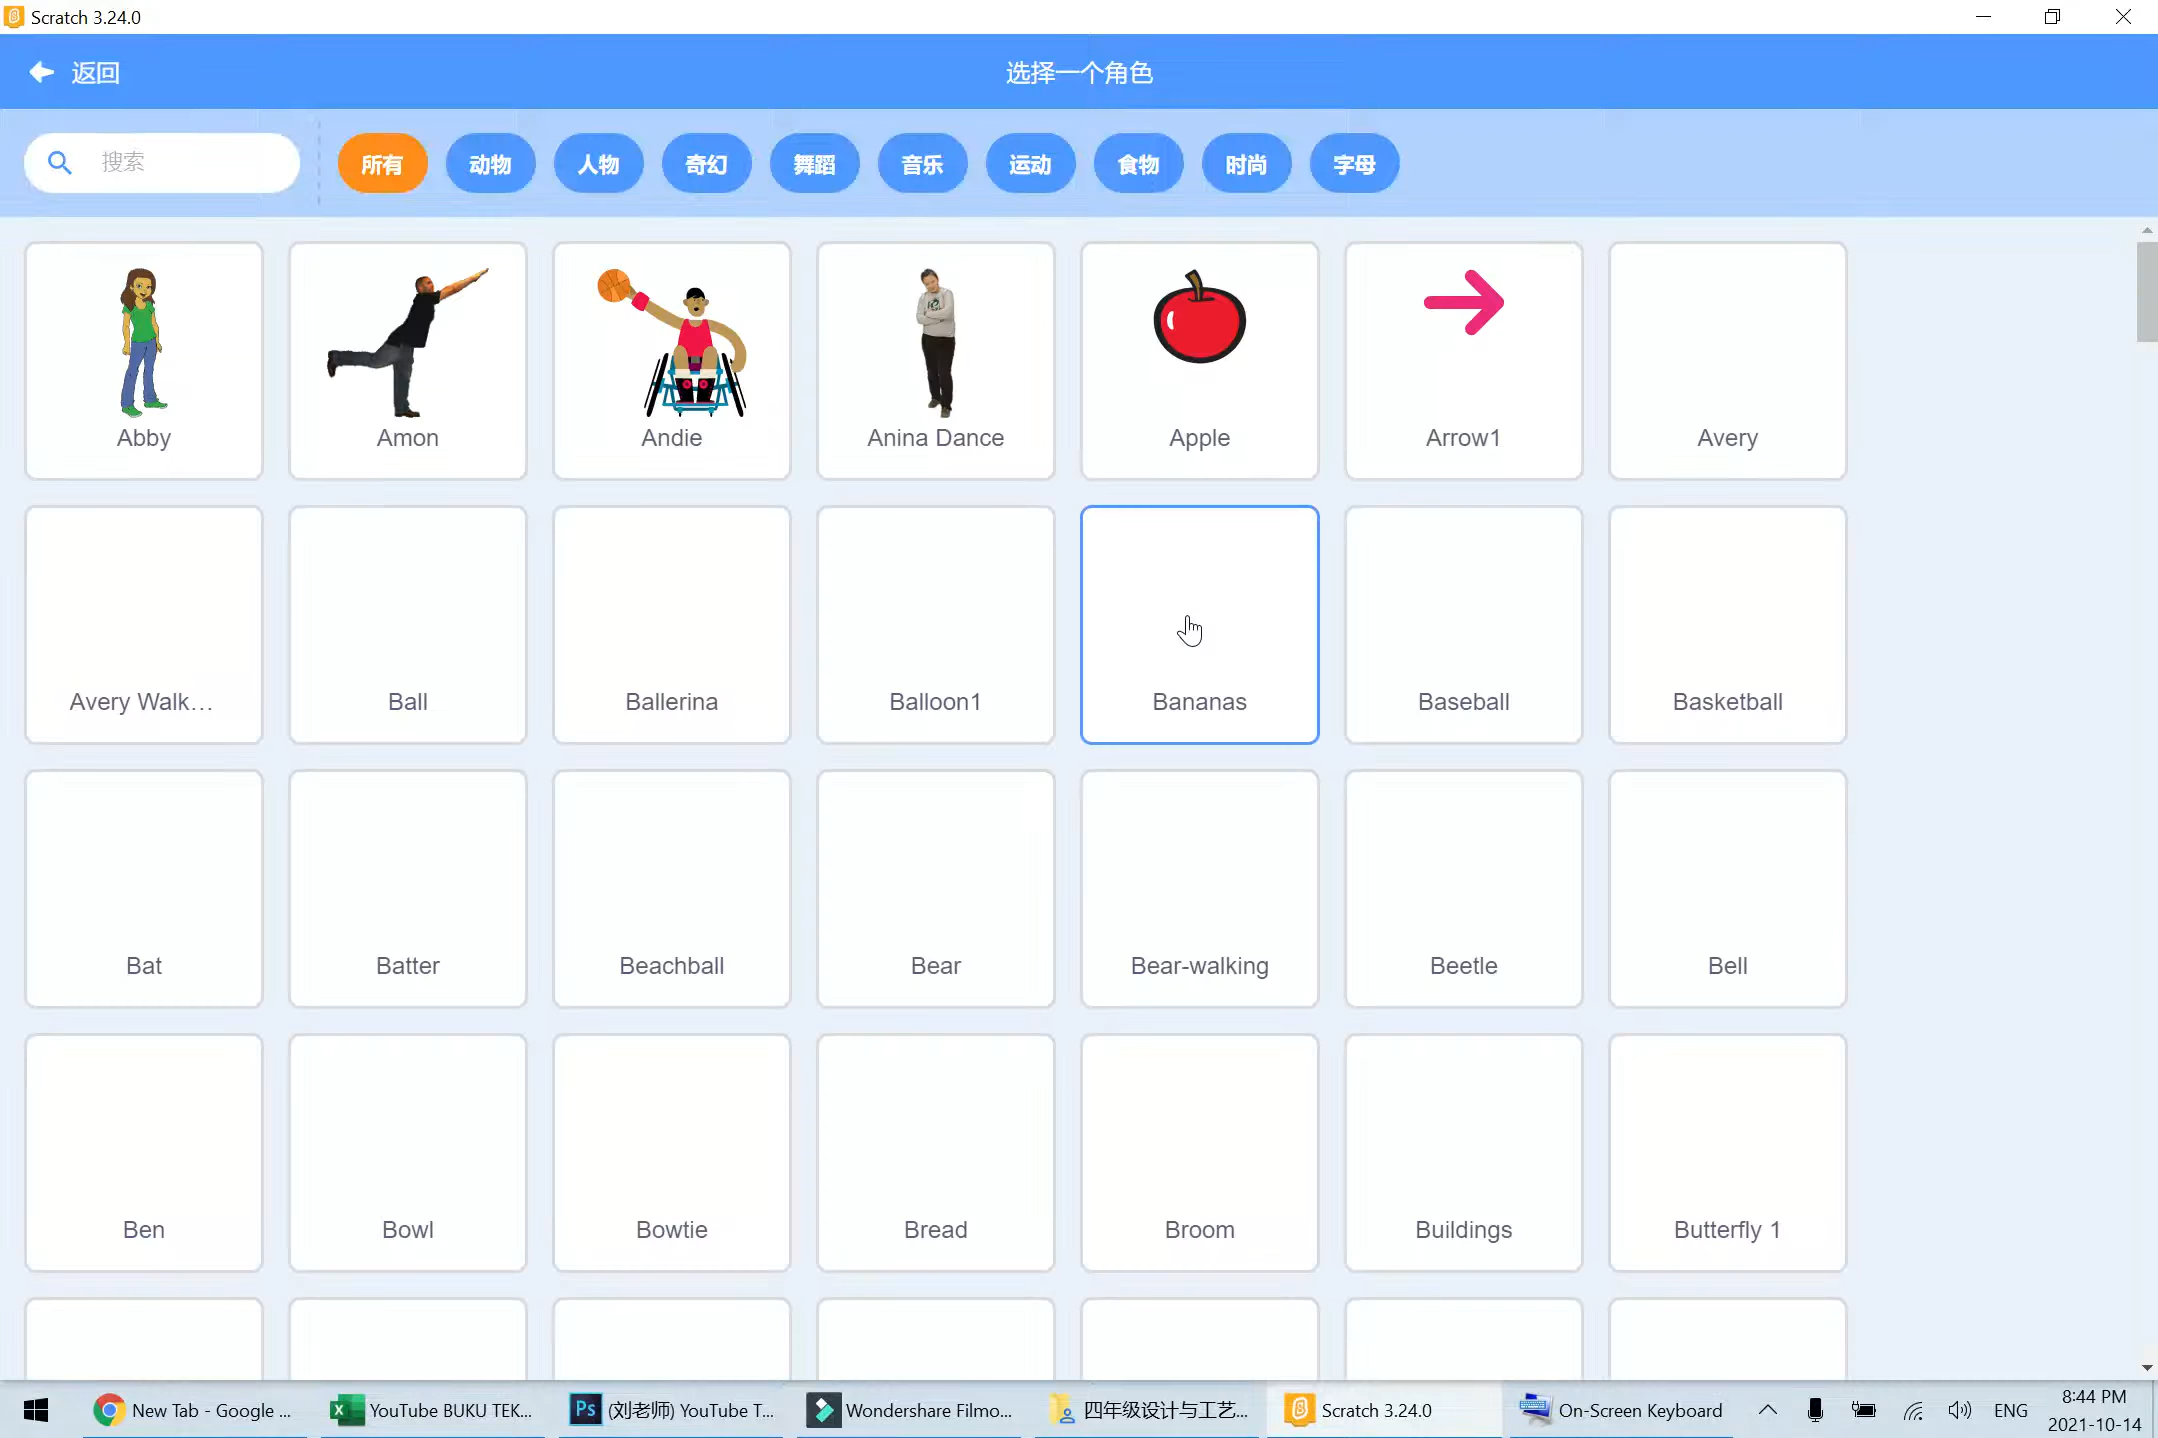 Scratch 3.24.0
返回
选择一个角色
搜索
所有
动物
人物
奇幻
舞蹈
音乐
运动
食物
时尚
字母
Abby
Amon
Andie
Anina Dance
Apple
Arrow1
Avery
Avery Walk...
Ball
Ballerina
Balloon1
Bananas
Baseball
Basketball
Bat
Batter
Beachball
Bear
Bear-walking
Beetle
Bell
Ben
Bowl
Bowtie
Bread
Broom
Buildings
Butterfly 1
New Tab - Google ...
YouTube BUKU TEK...
(刘老师) YouTube T...
Wondershare Filmo...
四年级设计与工艺...
Scratch 3.24.0
On-Screen Keyboard
ENG
8:44 PM
2021-10-14